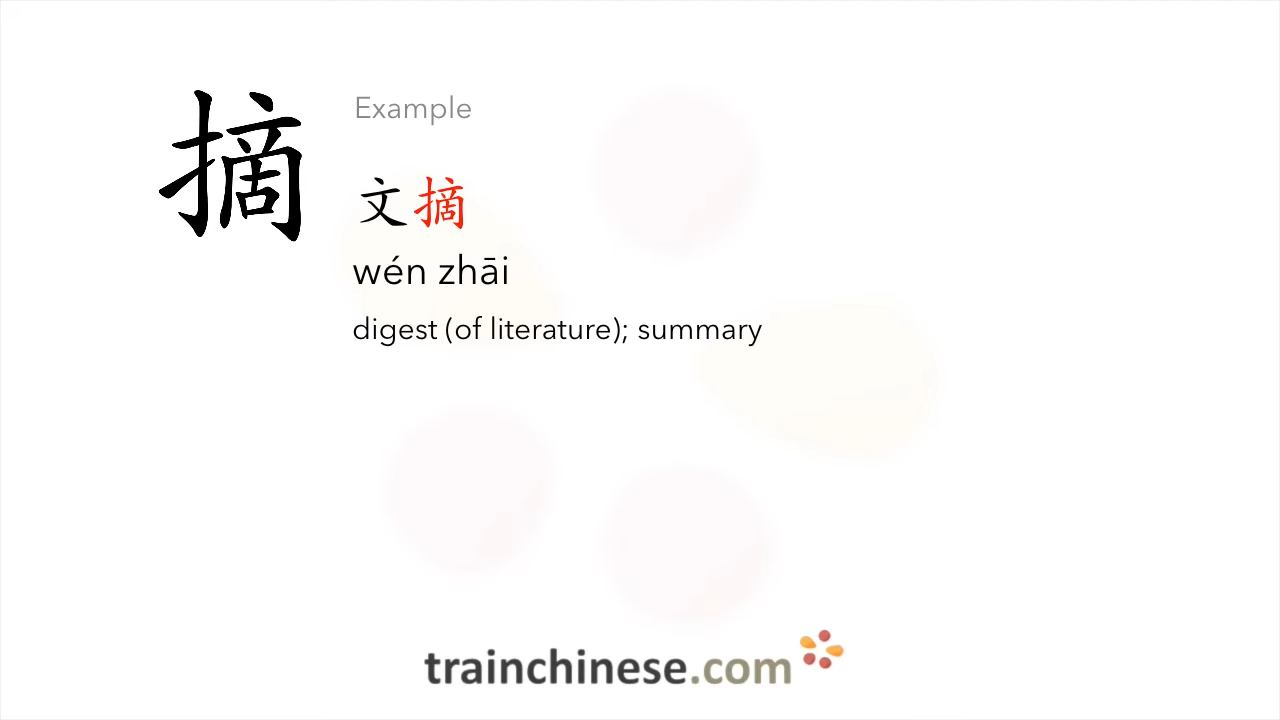 摘
Example
文摘
wén zhāi
digest (of literature); summary
trainchinese.com